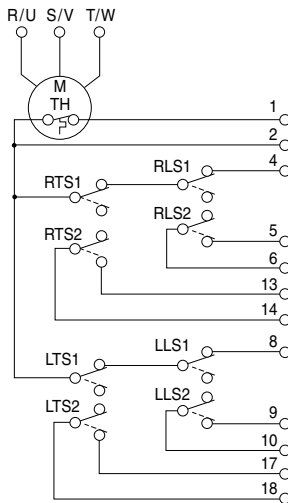 R/U S/V T/W
M
TH
1
2
4
RTS1 RLS1
RLS2
RTS2
5
6
13
14
LTS1 LLS1 8
LTS2 LLS2
9
10
17
18